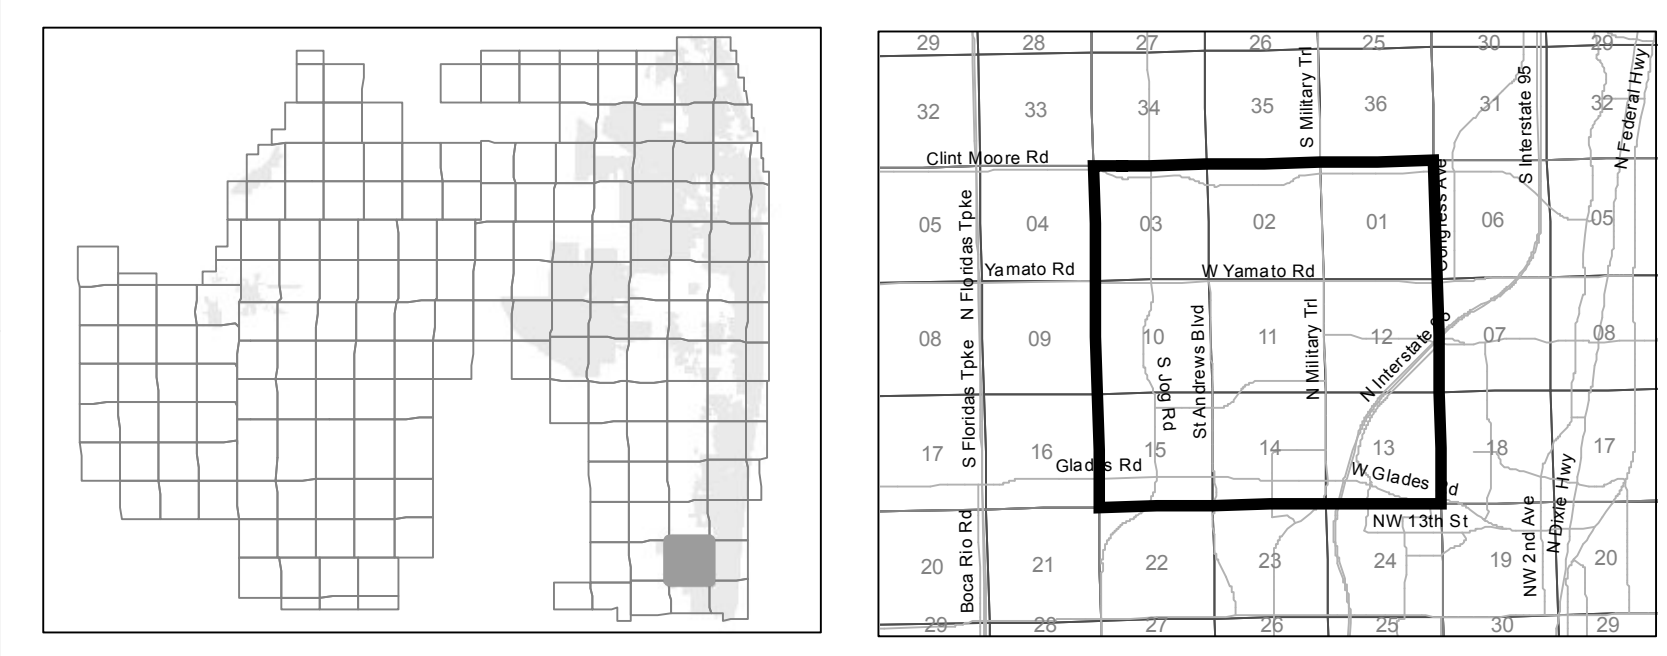 29 28 27 26 25 30 29
S Military Trl
S Interstate 95
N Federal Hwy
32 33 34 35 36 31 32
Clint Moore Rd
N Floridas Tpke
Congress Ave
05 04 03 02 01 06 05
Yamato Rd
W Yamato Rd
08 09 10 11 12 07 08
S Floridas Tpke
S Jog Rd
St Andrews Blvd
N Military Trl
N Interstate 95
17 16 15 14 13 18 17
Glades Rd
W Glades Rd
NW 13th St
Boca Rio Rd
NW 2nd Ave
N Dixie Hwy
20 21 22 23 24 19 20
29 28 27 26 25 30 29